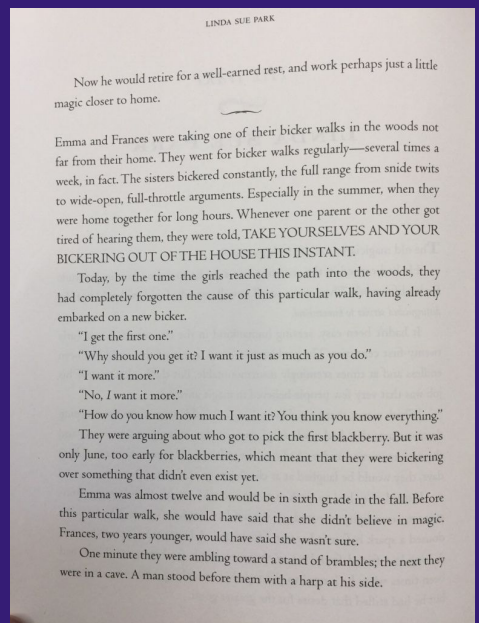 LINDA SUE PARK
Now he would retire for a well-earned rest, and work perhaps just a little
magic closer to home.
Emma and Frances were taking one of their bicker walks in the woods not
far from their home. They went for bicker walks regularly—several times a
week, in fact. The sisters bickered constantly, the full range from snide twits
to wide-open, full-throttle arguments. Especially in the summer, when they
were home together for long hours. Whenever one parent or the other got
tired of hearing them, they were told, TAKE YOURSELVES AND YOUR
BICKERING OUT OF THE HOUSE THIS INSTANT.
Today, by the time the girls reached the path into the woods, they
had completely forgotten the cause of this particular walk, having already
embarked on a new bicker.
“I get the first one.”
“Why should you get it? I want it just as much as you do.”
“I want it more.”
“No, I want it more.”
“How do you know how much I want it? You think you know everything.”
They were arguing about who got to pick the first blackberry. But it was
only June, too early for blackberries, which meant that they were bickering
over something that didn’t even exist yet.
Emma was almost twelve and would be in sixth grade in the fall. Before
this particular walk, she would have said that she didn’t believe in magic.
Frances, two years younger, would have said she wasn’t sure.
One minute they were ambling toward a stand of brambles; the next they
were in a cave. A man stood before them with a harp at his side.